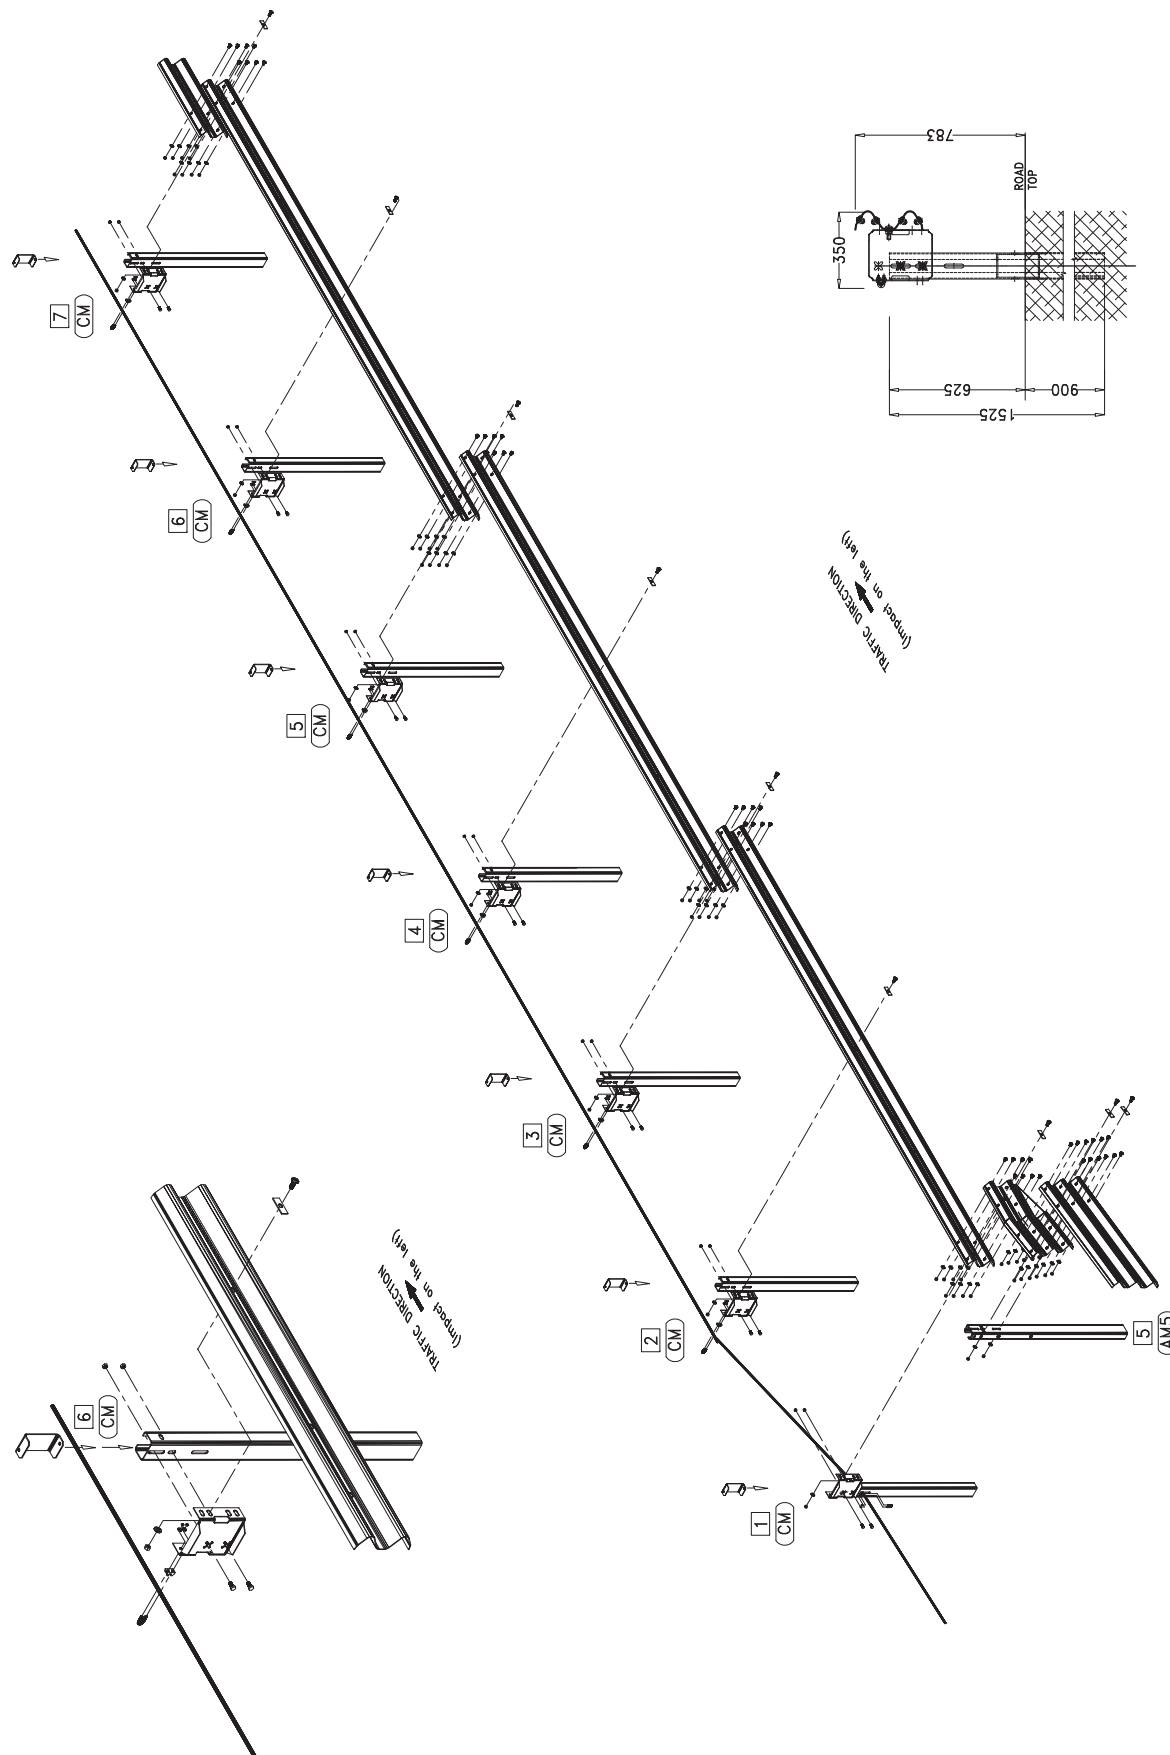 7
CM
6
CM
5
CM
4
CM
3
CM
2
CM
1
CM
5
AM5
6
CM
TRAFFIC DIRECTION
(impact on the left)
TRAFFIC DIRECTION
(impact on the left)
350
783
ROAD
TOP
625
900
1525